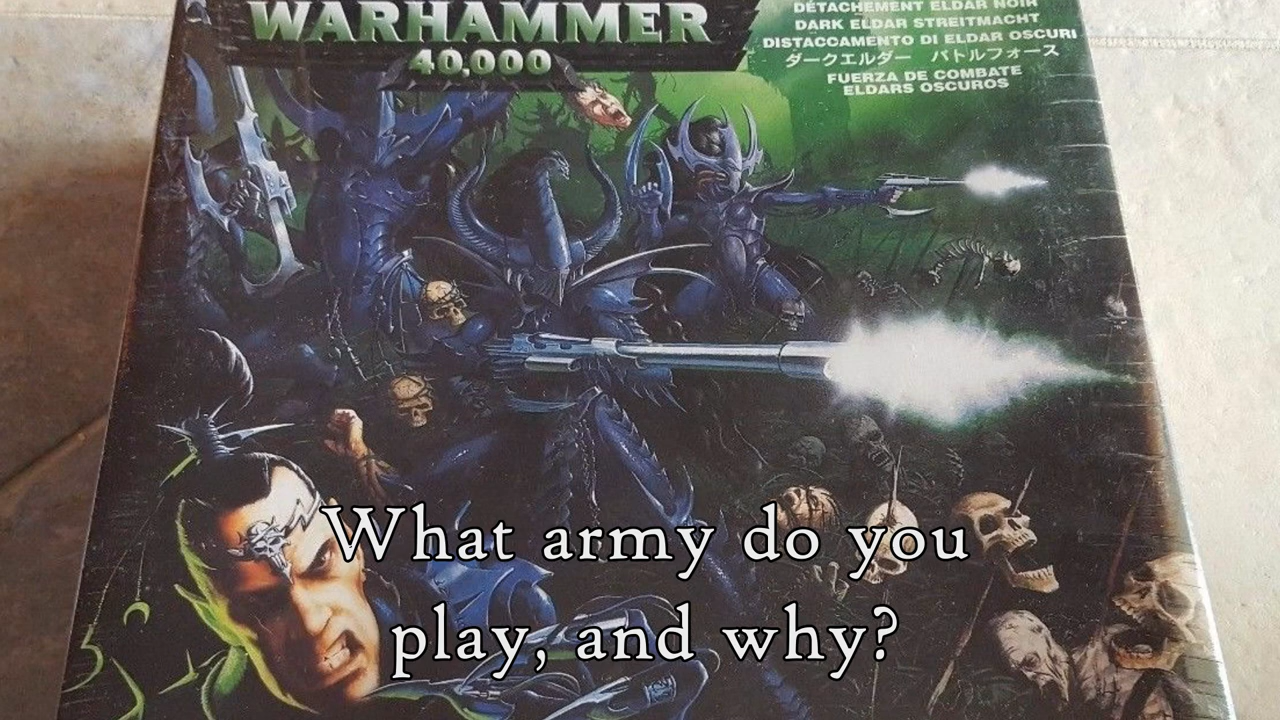 WARHAMMER
40,000
DÉTACHEMENT ELDAR NOIR
DARK ELDAR STREITMACHT
DISTACCAMENTO DI ELDAR OSCURI
ダークエルダー バトルフォース
FUERZA DE COMBATE
ELDARS OSCUROS
What army do you
play, and why?